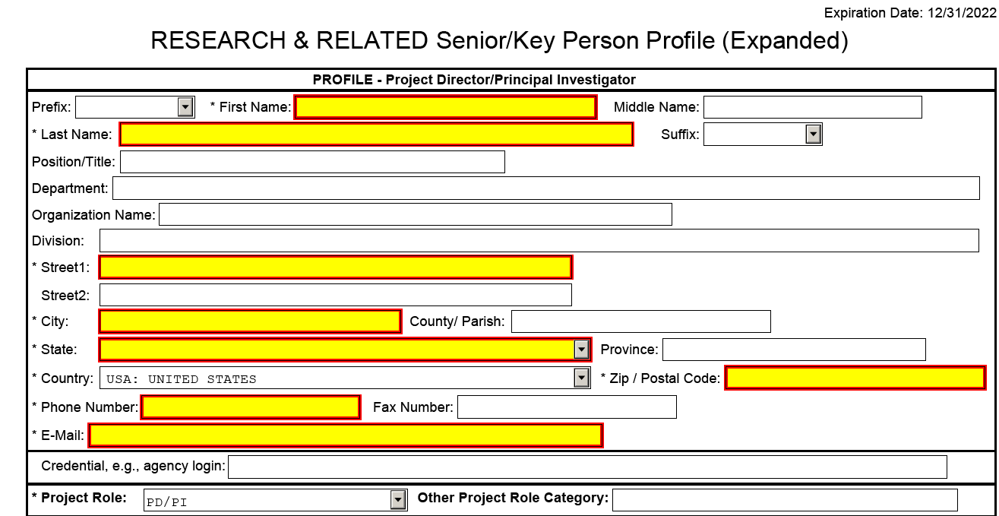 Expiration Date: 12/31/2022
RESEARCH & RELATED Senior/Key Person Profile (Expanded)
PROFILE - Project Director/Principal Investigator
Prefix: * First Name: Middle Name:
* Last Name: Suffix:
Position/Title:
Department:
Organization Name:
Division:
* Street1:
Street2:
* City: County/ Parish:
* State: Province:
* Country: USA: UNITED STATES * Zip / Postal Code:
* Phone Number: Fax Number:
* E-Mail:
Credential, e.g., agency login:
* Project Role: PD/PI Other Project Role Category: